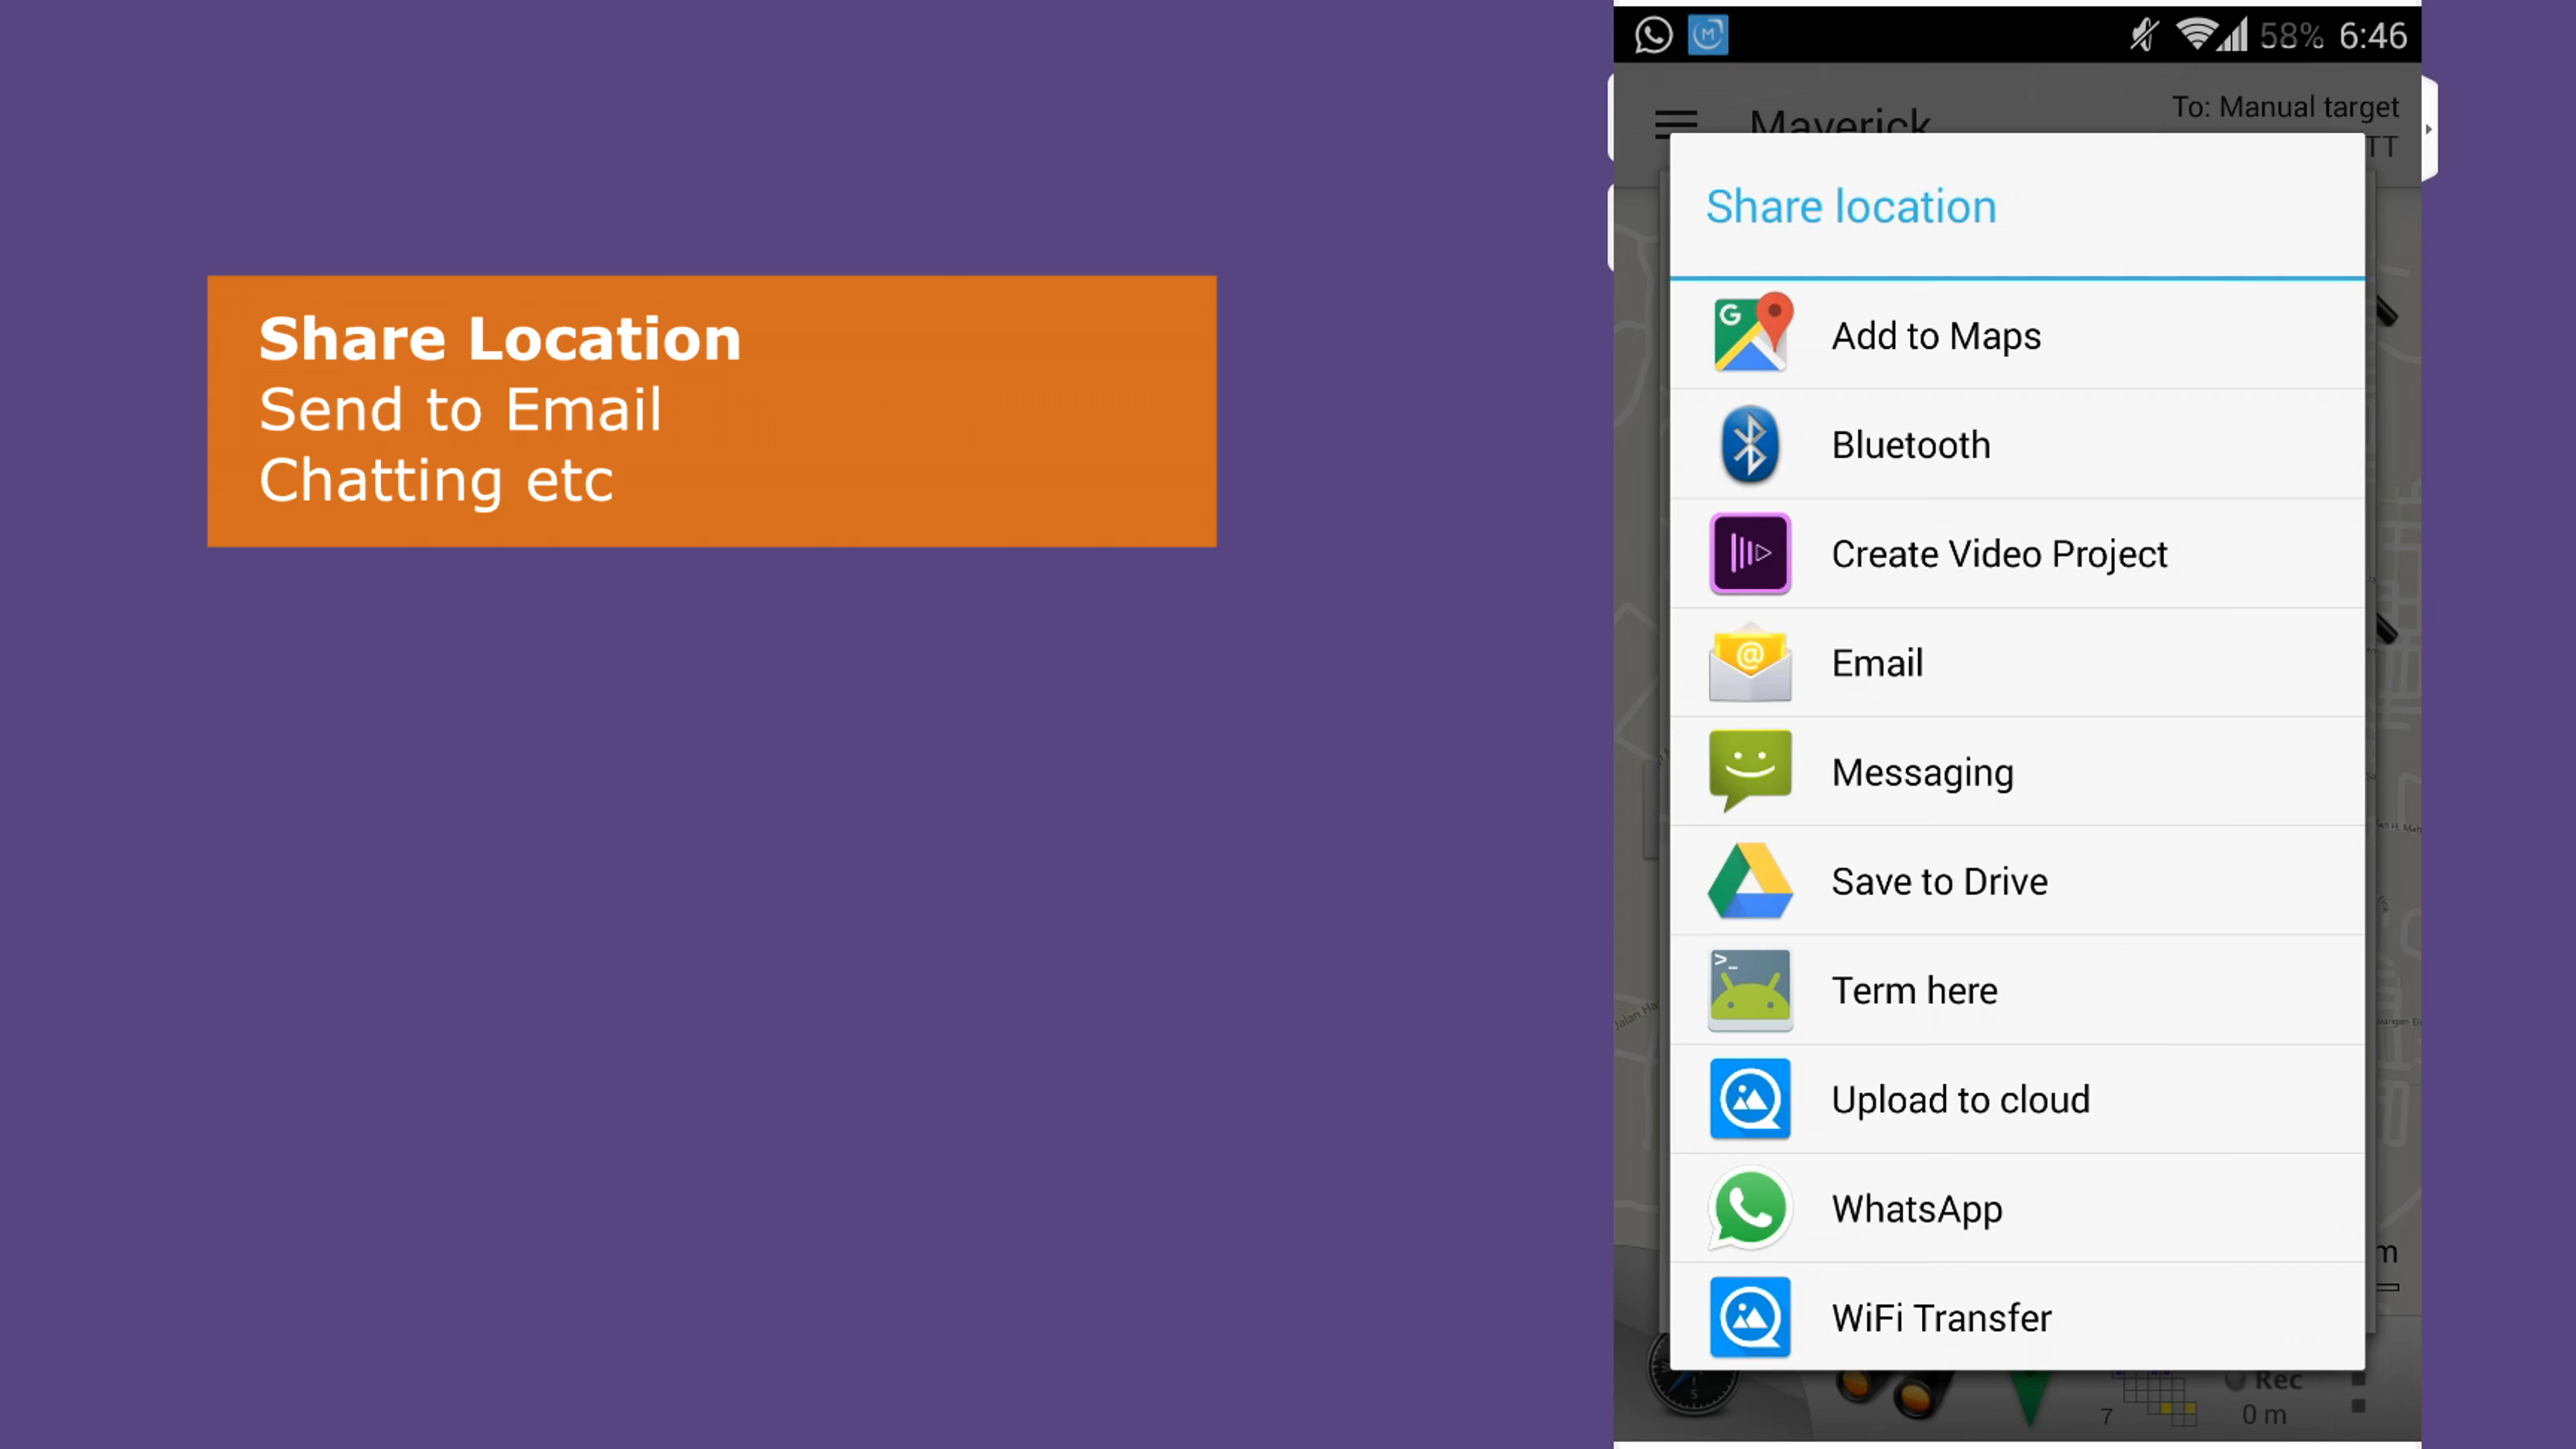 Share Location
Send to Email
Chatting etc
58% 6:46
Maverick
To: Manual target
TT
Share location
Add to Maps
Bluetooth
Create Video Project
Email
Messaging
Save to Drive
Term here
Upload to cloud
WhatsApp
WiFi Transfer
m
Rec
7
0 m